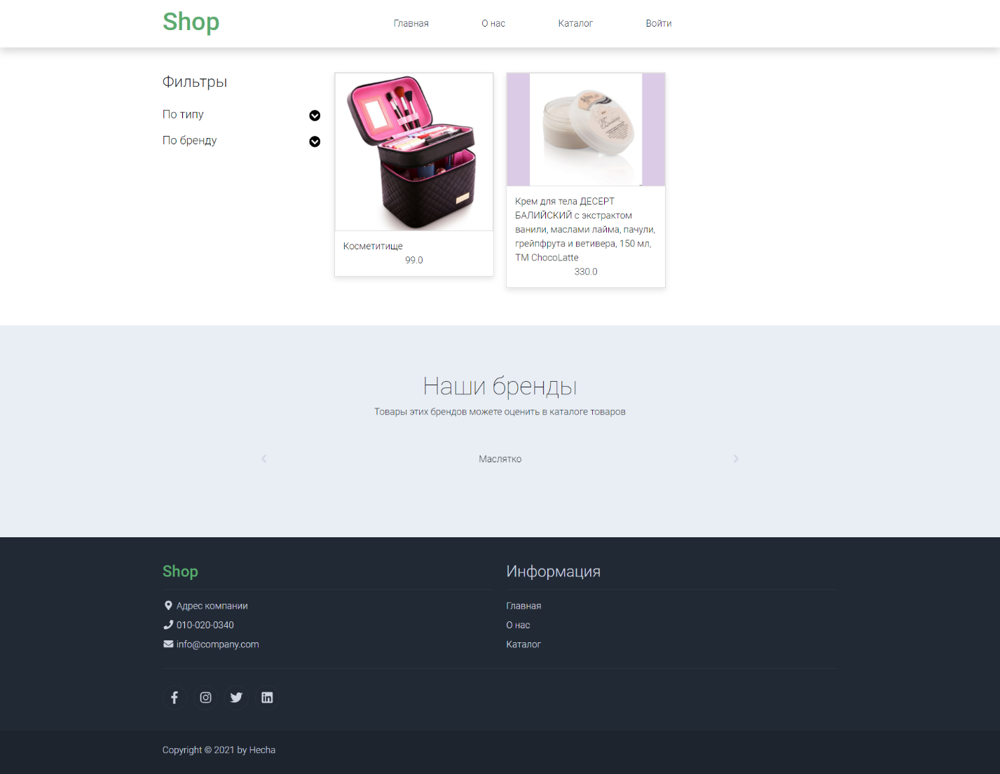 Shop
Главная
О нас
Каталог
Войти
Фильтры
По типу
По бренду
Косметитище
99.0
Крем для тела ДЕСЕРТ
БАЛИЙСКИЙ с экстрактом
ванили, маслами лайма, пачули,
грейпфрута и ветивера, 150 мл,
ТМ ChocoLatte
330.0
Наши бренды
Товары этих брендов можете оценить в каталоге товаров
Маслятко
Shop
Адрес компании
010-020-0340
info@company.com
Информация
Главная
О нас
Каталог
Copyright © 2021 by Hecha